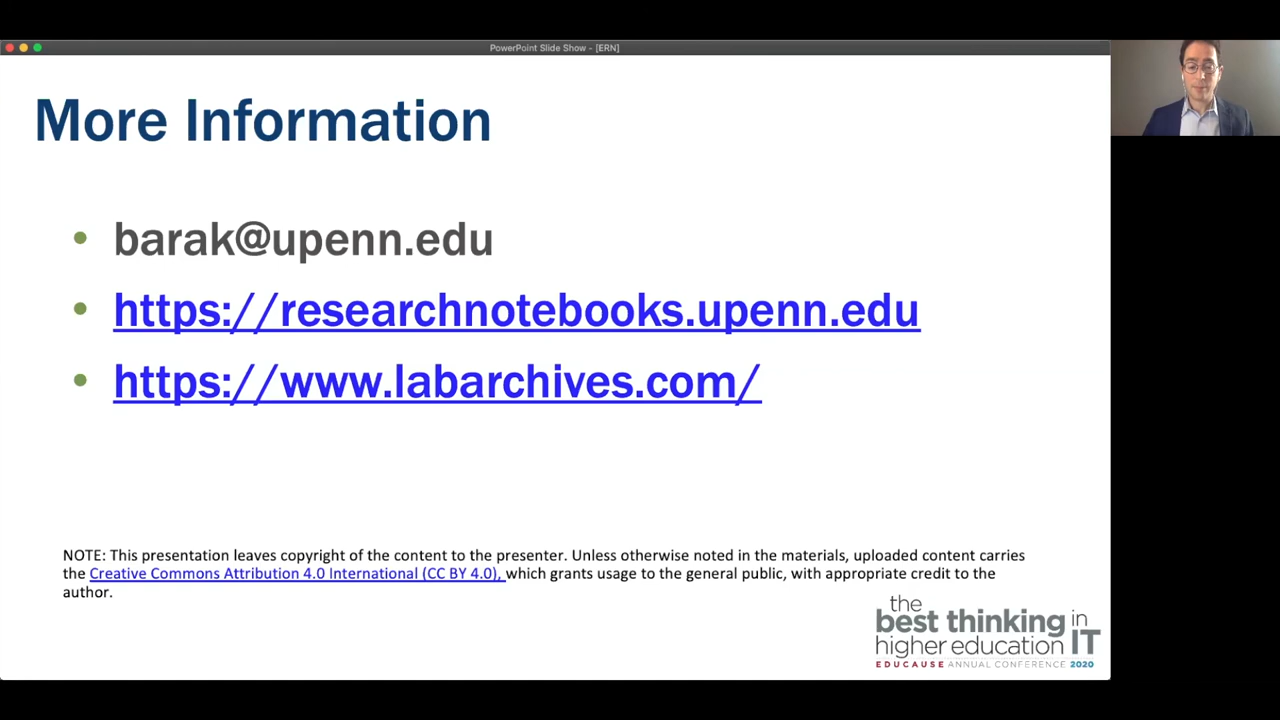 PowerPoint Slide Show - [ERN]
More Information
• barak@upenn.edu
• https://researchnotebooks.upenn.edu
• https://www.labarchives.com/
NOTE: This presentation leaves copyright of the content to the presenter. Unless otherwise noted in the materials, uploaded content carries
the Creative Commons Attribution 4.0 International (CC BY 4.0), which grants usage to the general public, with appropriate credit to the
author.
the
best thinking in
higher education IT
EDUCAUSE ANNUAL CONFERENCE 2020